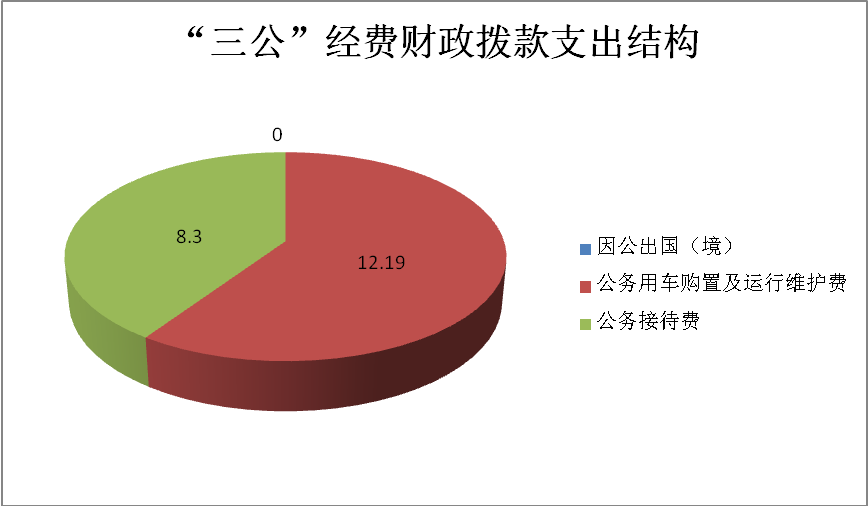 “三公”经费财政拨款支出结构
0
8.3
12.19
因公出国（境）
公务用车购置及运行维护费
公务接待费